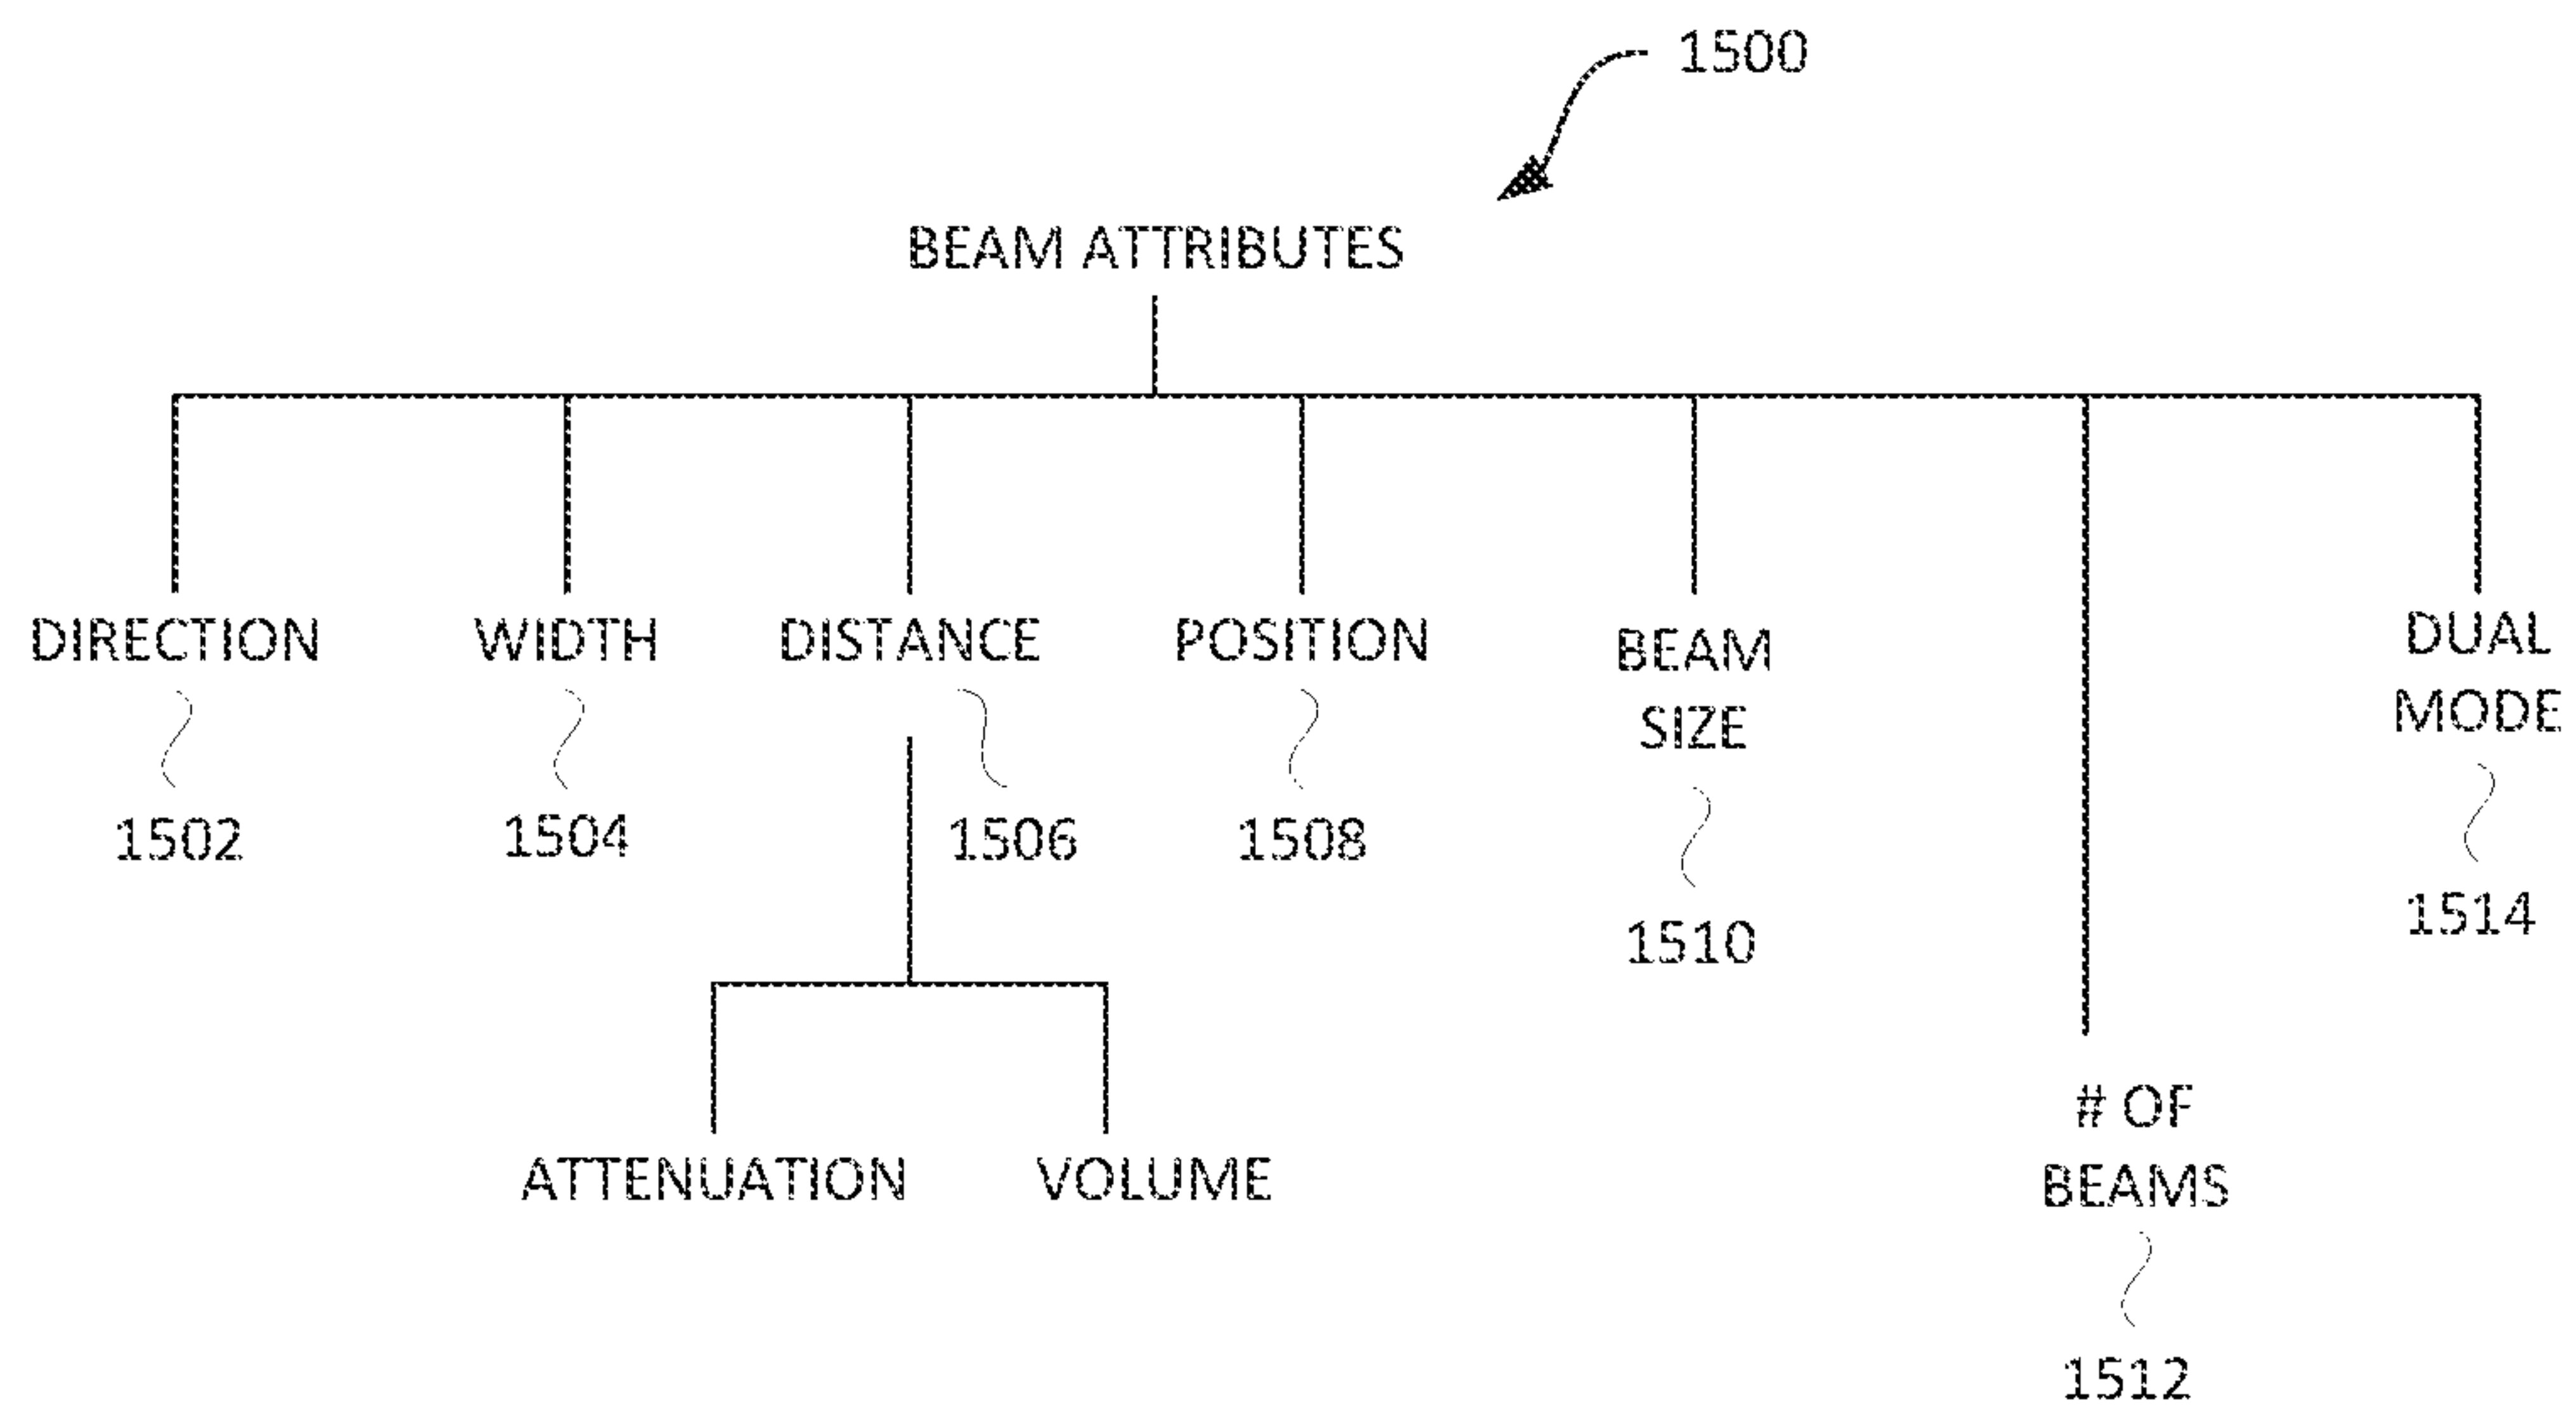 1500
BEAM ATTRIBUTES
DIRECTION
1502
WIDTH
1504
DISTANCE
1506
ATTENUATION
VOLUME
POSITION
1508
BEAM
SIZE
1510
# OF
BEAMS
1512
DUAL
MODE
1514